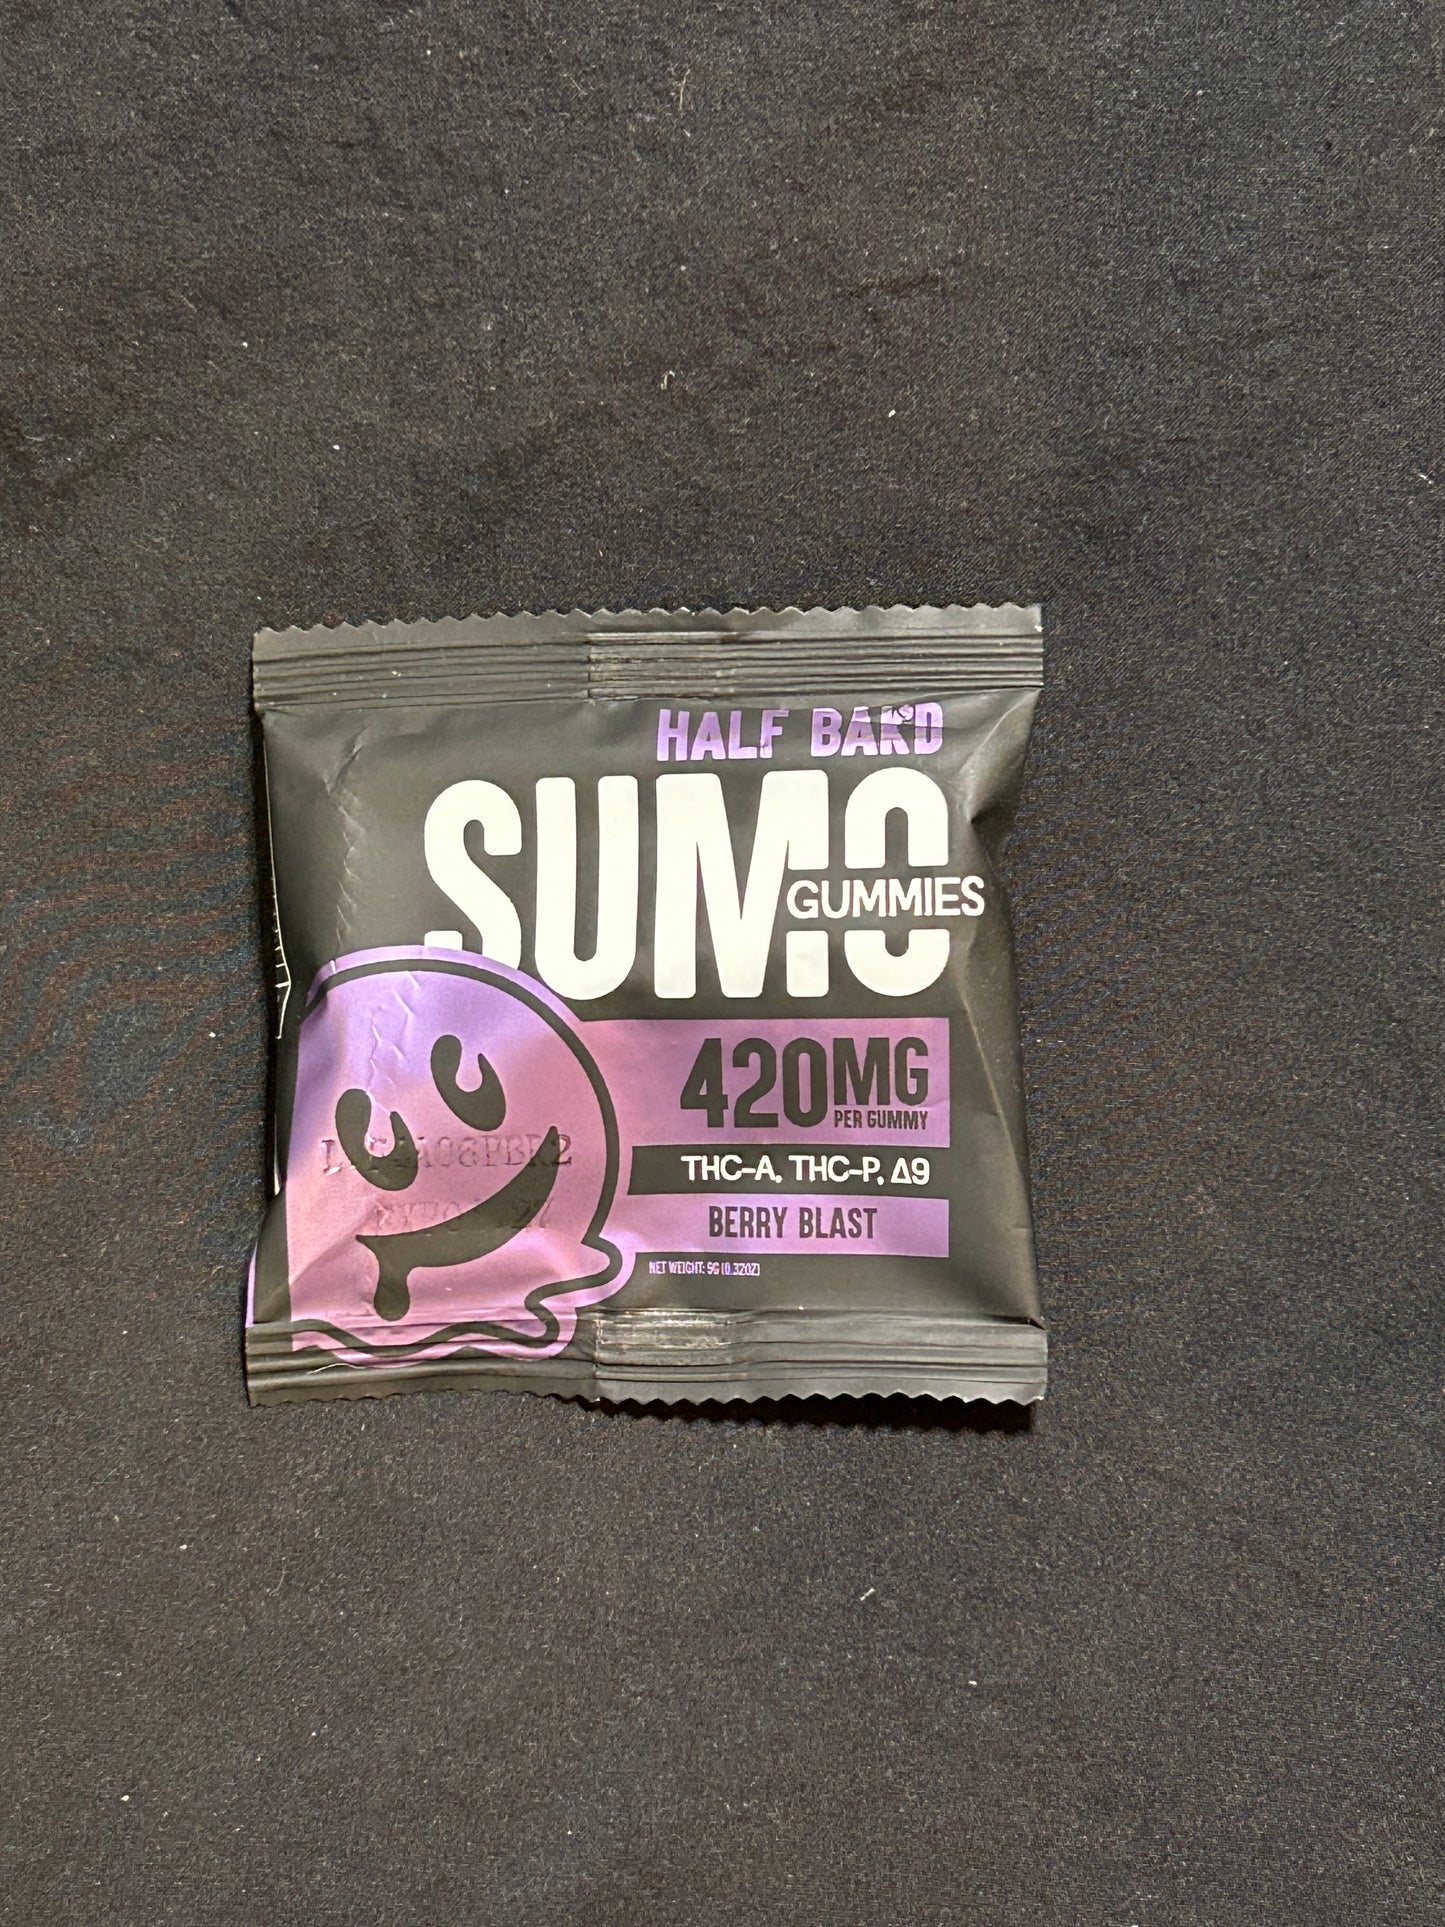 HALF BAK'D
SUMO
GUMMIES
420MG
PER GUMMY
THC-A, THC-P, Δ9
BERRY BLAST
NET WEIGHT: 9G (0.32OZ)